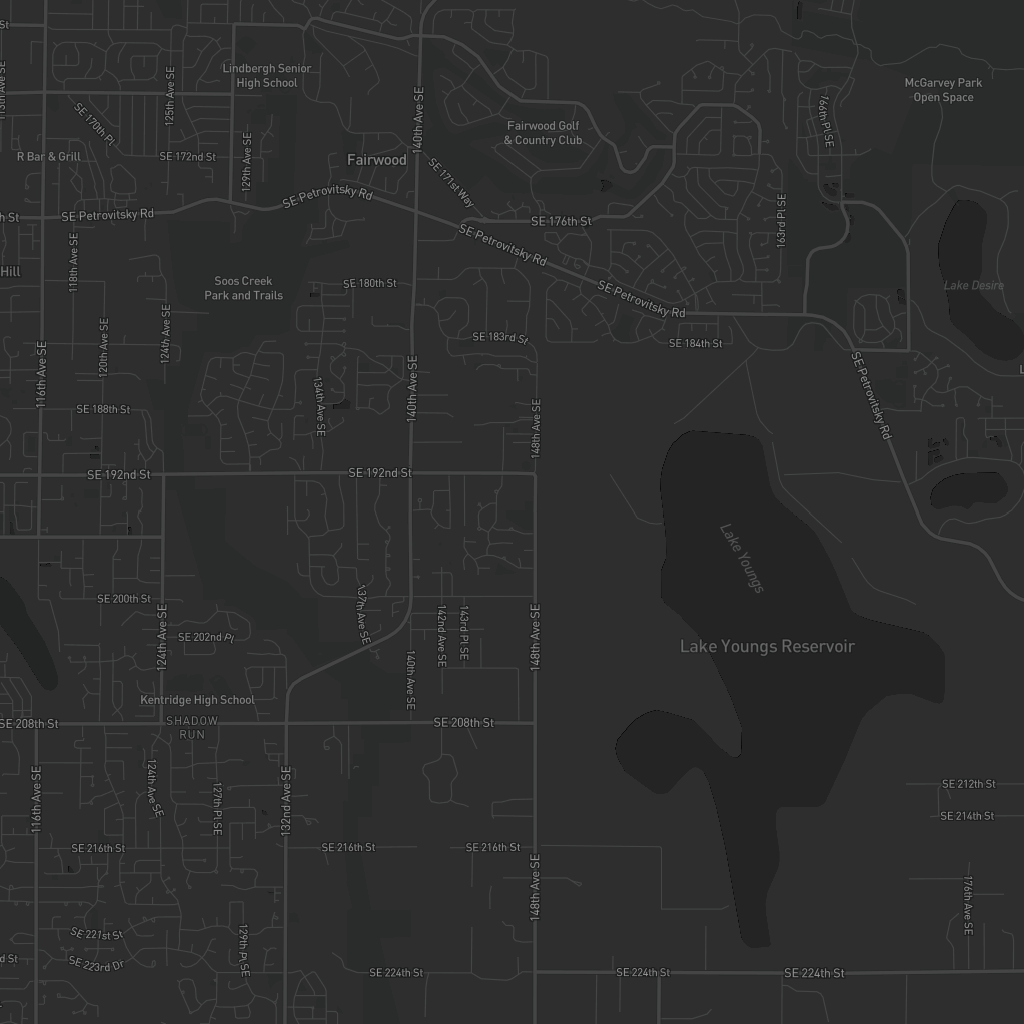 St
Lindbergh Senior
High School
McGarvey Park
Open Space
113th Ave SE
125th Ave SE
140th Ave SE
SE 170th Pl
Fairwood Golf
& Country Club
R Bar & Grill
SE 172nd St
129th Ave SE
Fairwood
SE 171st Way
SE Petrovitsky Rd
SE Petrovitsky Rd
th St
SE 176th St
163rd Pl SE
SE Petrovitsky Rd
118th Ave SE
Hill
Soos Creek
Park and Trails
SE 180th St
SE Petrovitsky Rd
Lake Desire
120th Ave SE
124th Ave SE
SE 183rd St
SE 184th St
116th Ave SE
140th Ave SE
SE Petrovitsky Rd
L
134th Ave SE
SE 188th St
148th Ave SE
SE 192nd St
SE 192nd St
Lake Youngs
SE 200th St
137th Ave SE
124th Ave SE
142nd Ave SE
143rd Pl SE
148th Ave SE
SE 202nd Pl
Lake Youngs Reservoir
140th Ave SE
Kentridge High School
SE 208th St
SHADOW
RUN
SE 208th St
116th Ave SE
124th Ave SE
127th Pl SE
132nd Ave SE
SE 212th St
SE 214th St
SE 216th St
SE 216th St
SE 216th St
148th Ave SE
176th Ave SE
SE 221st St
129th Pl SE
d St
SE 223rd Dr
SE 224th St
SE 224th St
SE 224th St